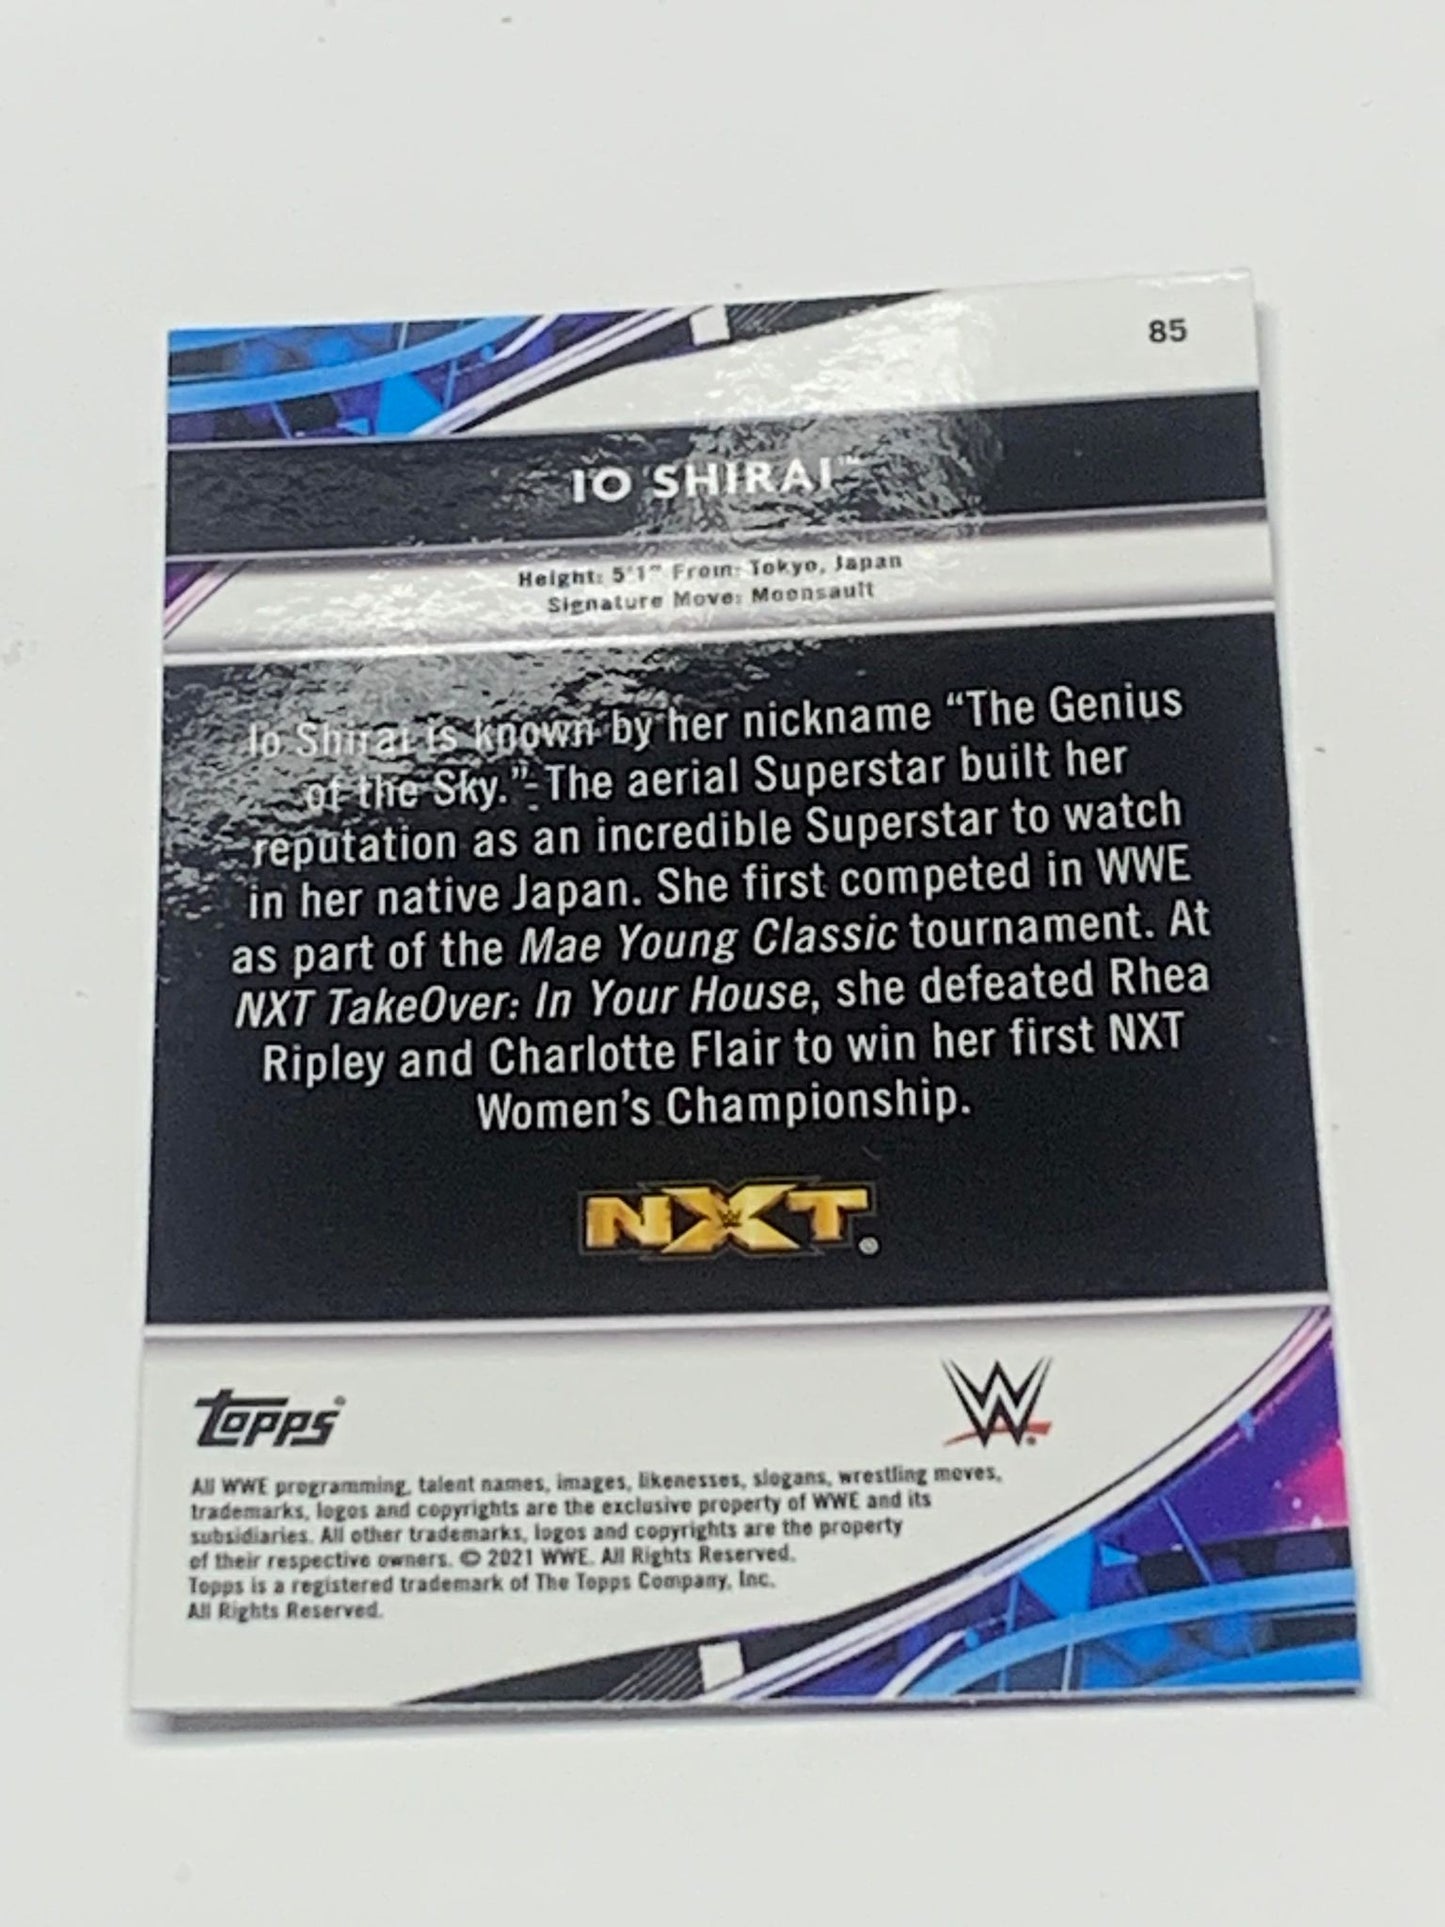 85
IO SHIRAI™
Height: 5'1" From: Tokyo, Japan
Signature Move: Moonsault
Io Shirai is known by her nickname “The Genius
of the Sky.” The aerial Superstar built her
reputation as an incredible Superstar to watch
in her native Japan. She first competed in WWE
as part of the Mae Young Classic tournament. At
NXT TakeOver: In Your House, she defeated Rhea
Ripley and Charlotte Flair to win her first NXT
Women’s Championship.
NXT®
topps®
W®
All WWE programming, talent names, images, likenesses, slogans, wrestling moves,
trademarks, logos and copyrights are the exclusive property of WWE and its
subsidiaries. All other trademarks, logos and copyrights are the property
of their respective owners. © 2021 WWE. All Rights Reserved.
Topps is a registered trademark of The Topps Company, Inc.
All Rights Reserved.